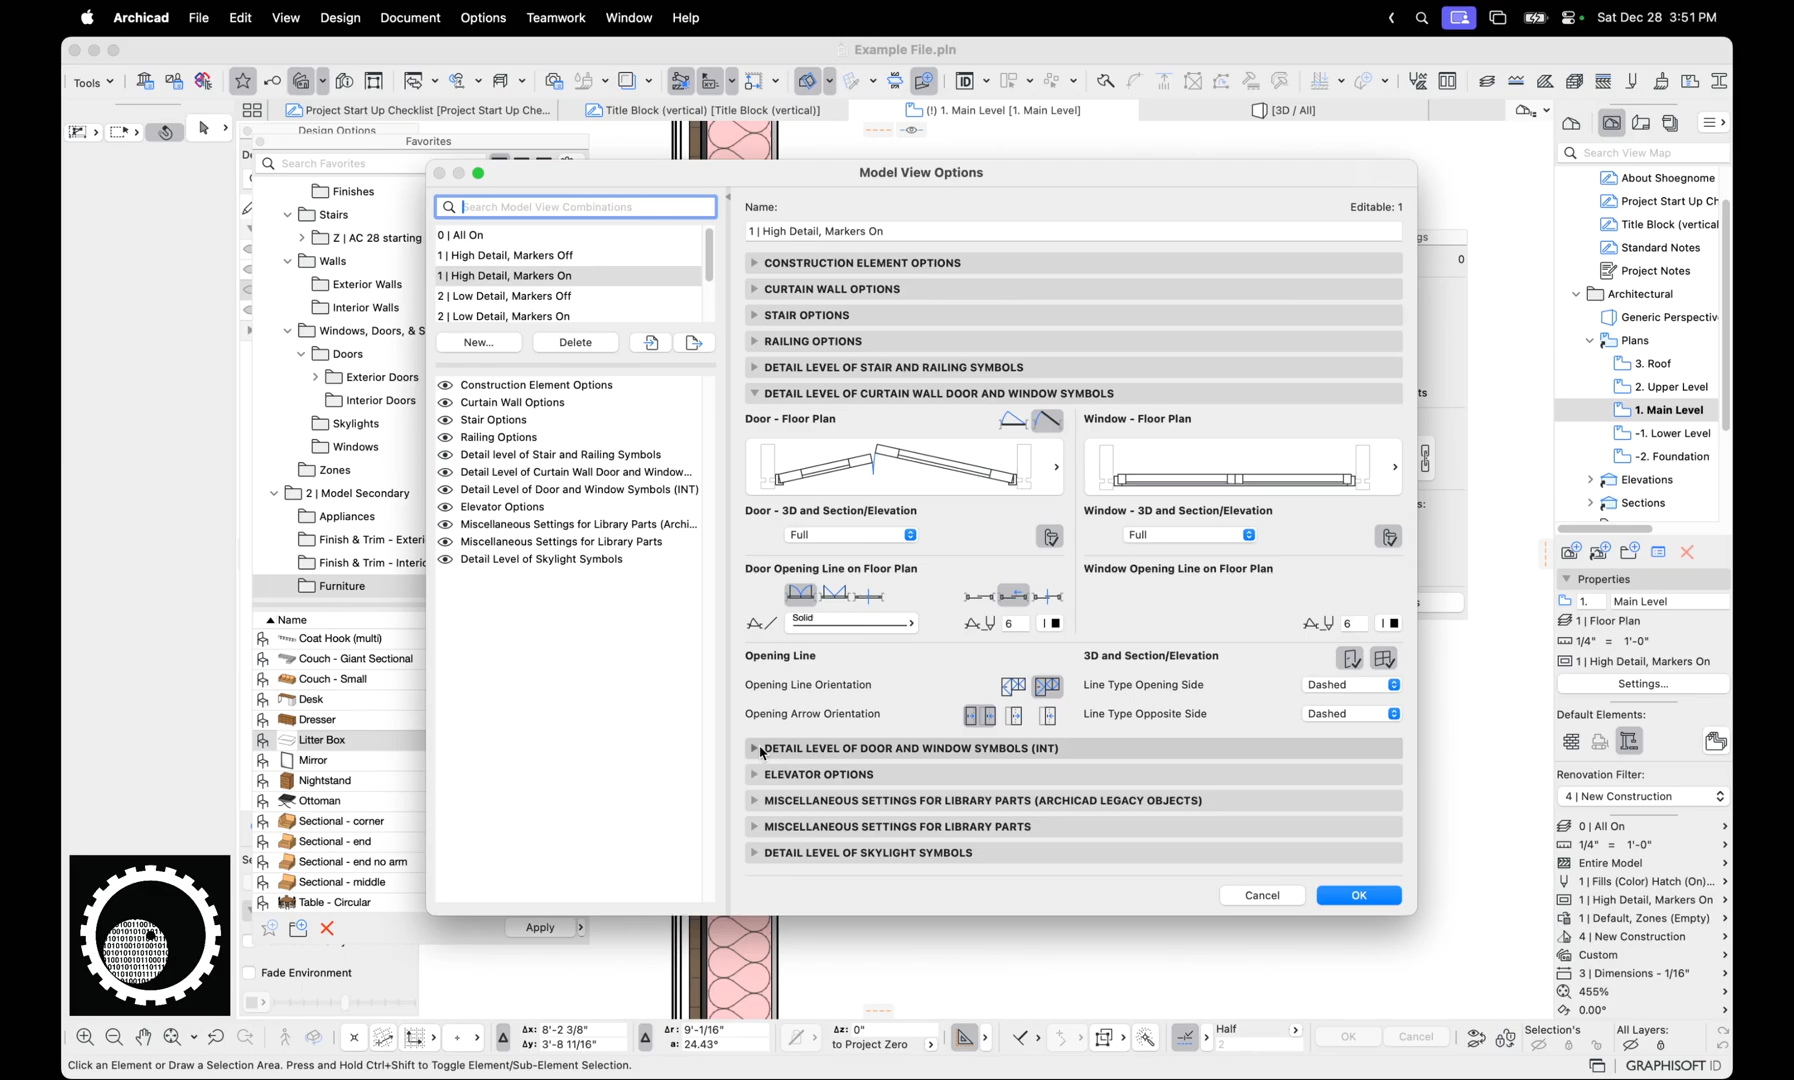 Archicad File Edit View Design Document Options Teamwork Window Help
Sat Dec 28 3:51 PM
Example File.pln
Tools
Project Start Up Checklist [Project Start Up Che...
Title Block (vertical) [Title Block (vertical)]
(!) 1. Main Level [1. Main Level]
[3D / All]
Design Options
Favorites
Search Favorites
Finishes
Stairs
Z | AC 28 starting
Walls
Exterior Walls
Interior Walls
Windows, Doors, & S
Doors
Exterior Doors
Interior Doors
Skylights
Windows
Zones
2 | Model Secondary
Appliances
Finish & Trim - Exteri
Finish & Trim - Interio
Furniture
Name
Coat Hook (multi)
Couch - Giant Sectional
Couch - Small
Desk
Dresser
Litter Box
Mirror
Nightstand
Ottoman
Sectional - corner
Sectional - end
Sectional - end no arm
Sectional - middle
Table - Circular
Apply
Fade Environment
Model View Options
Search Model View Combinations
0 | All On
1 | High Detail, Markers Off
1 | High Detail, Markers On
2 | Low Detail, Markers Off
2 | Low Detail, Markers On
New...
Delete
Construction Element Options
Curtain Wall Options
Stair Options
Railing Options
Detail level of Stair and Railing Symbols
Detail Level of Curtain Wall Door and Window...
Detail Level of Door and Window Symbols (INT)
Elevator Options
Miscellaneous Settings for Library Parts (Archi...
Miscellaneous Settings for Library Parts
Detail Level of Skylight Symbols
Name:
Editable: 1
1 | High Detail, Markers On
CONSTRUCTION ELEMENT OPTIONS
CURTAIN WALL OPTIONS
STAIR OPTIONS
RAILING OPTIONS
DETAIL LEVEL OF STAIR AND RAILING SYMBOLS
DETAIL LEVEL OF CURTAIN WALL DOOR AND WINDOW SYMBOLS
Door - Floor Plan
Window - Floor Plan
Door - 3D and Section/Elevation
Window - 3D and Section/Elevation
Full
Full
Door Opening Line on Floor Plan
Window Opening Line on Floor Plan
Solid
6
6
Opening Line
3D and Section/Elevation
Opening Line Orientation
Line Type Opening Side
Dashed
Opening Arrow Orientation
Line Type Opposite Side
Dashed
DETAIL LEVEL OF DOOR AND WINDOW SYMBOLS (INT)
ELEVATOR OPTIONS
MISCELLANEOUS SETTINGS FOR LIBRARY PARTS (ARCHICAD LEGACY OBJECTS)
MISCELLANEOUS SETTINGS FOR LIBRARY PARTS
DETAIL LEVEL OF SKYLIGHT SYMBOLS
Cancel
OK
gs
0
ts
s:
s
Search View Map
About Shoegnome
Project Start Up Ch
Title Block (vertical
Standard Notes
Project Notes
Architectural
Generic Perspectiv
Plans
3. Roof
2. Upper Level
1. Main Level
-1. Lower Level
-2. Foundation
Elevations
Sections
Properties
1.
Main Level
1 | Floor Plan
1/4" = 1'-0"
1 | High Detail, Markers On
Settings...
Default Elements:
Renovation Filter:
4 | New Construction
0 | All On
1/4" = 1'-0"
Entire Model
1 | Fills (Color) Hatch (On)...
1 | High Detail, Markers On
1 | Default, Zones (Empty)
4 | New Construction
Custom
3 | Dimensions - 1/16"
455%
0.00°
Δx: 8'-2 3/8"
Δy: 3'-8 11/16"
Δr: 9'-1/16"
a: 24.43°
Δz: 0"
to Project Zero
Half
2
OK
Cancel
Selection's
All Layers:
Click an Element or Draw a Selection Area. Press and Hold Ctrl+Shift to Toggle Element/Sub-Element Selection.
GRAPHISOFT ID